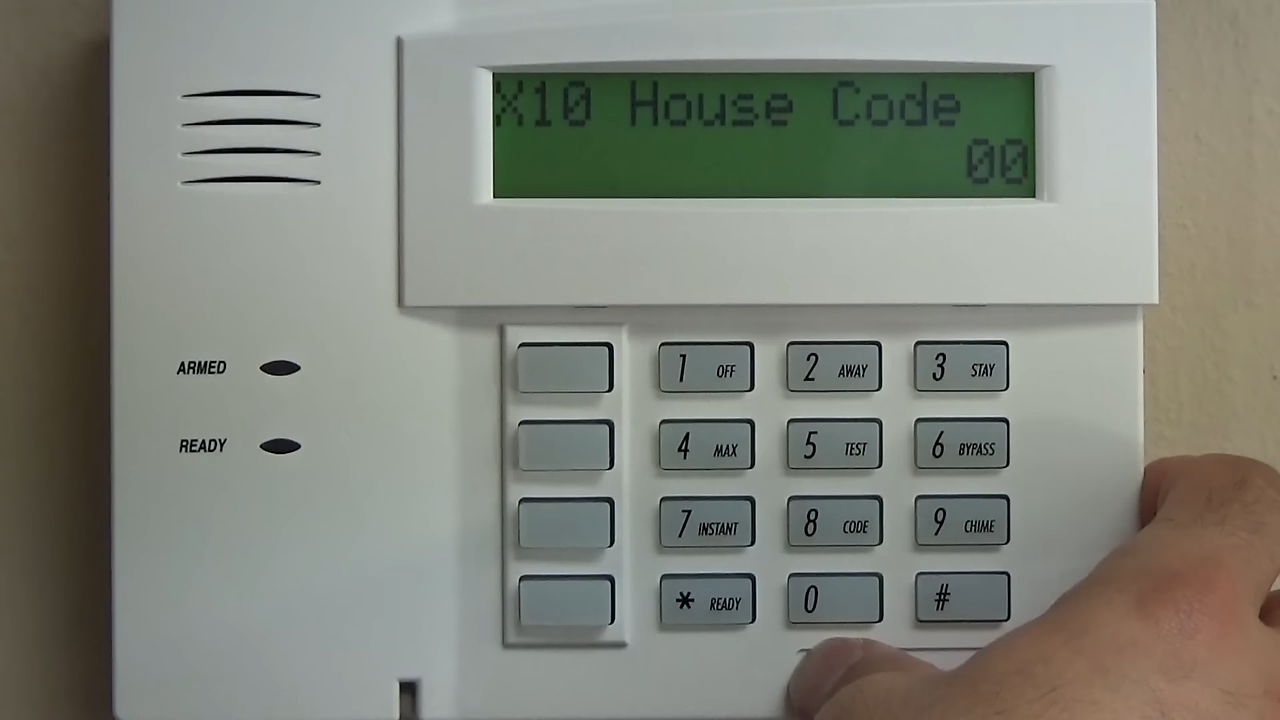 X10 House Code
00
ARMED
READY
1 OFF
2 AWAY
3 STAY
4 MAX
5 TEST
6 BYPASS
7 INSTANT
8 CODE
9 CHIME
* READY
0
#